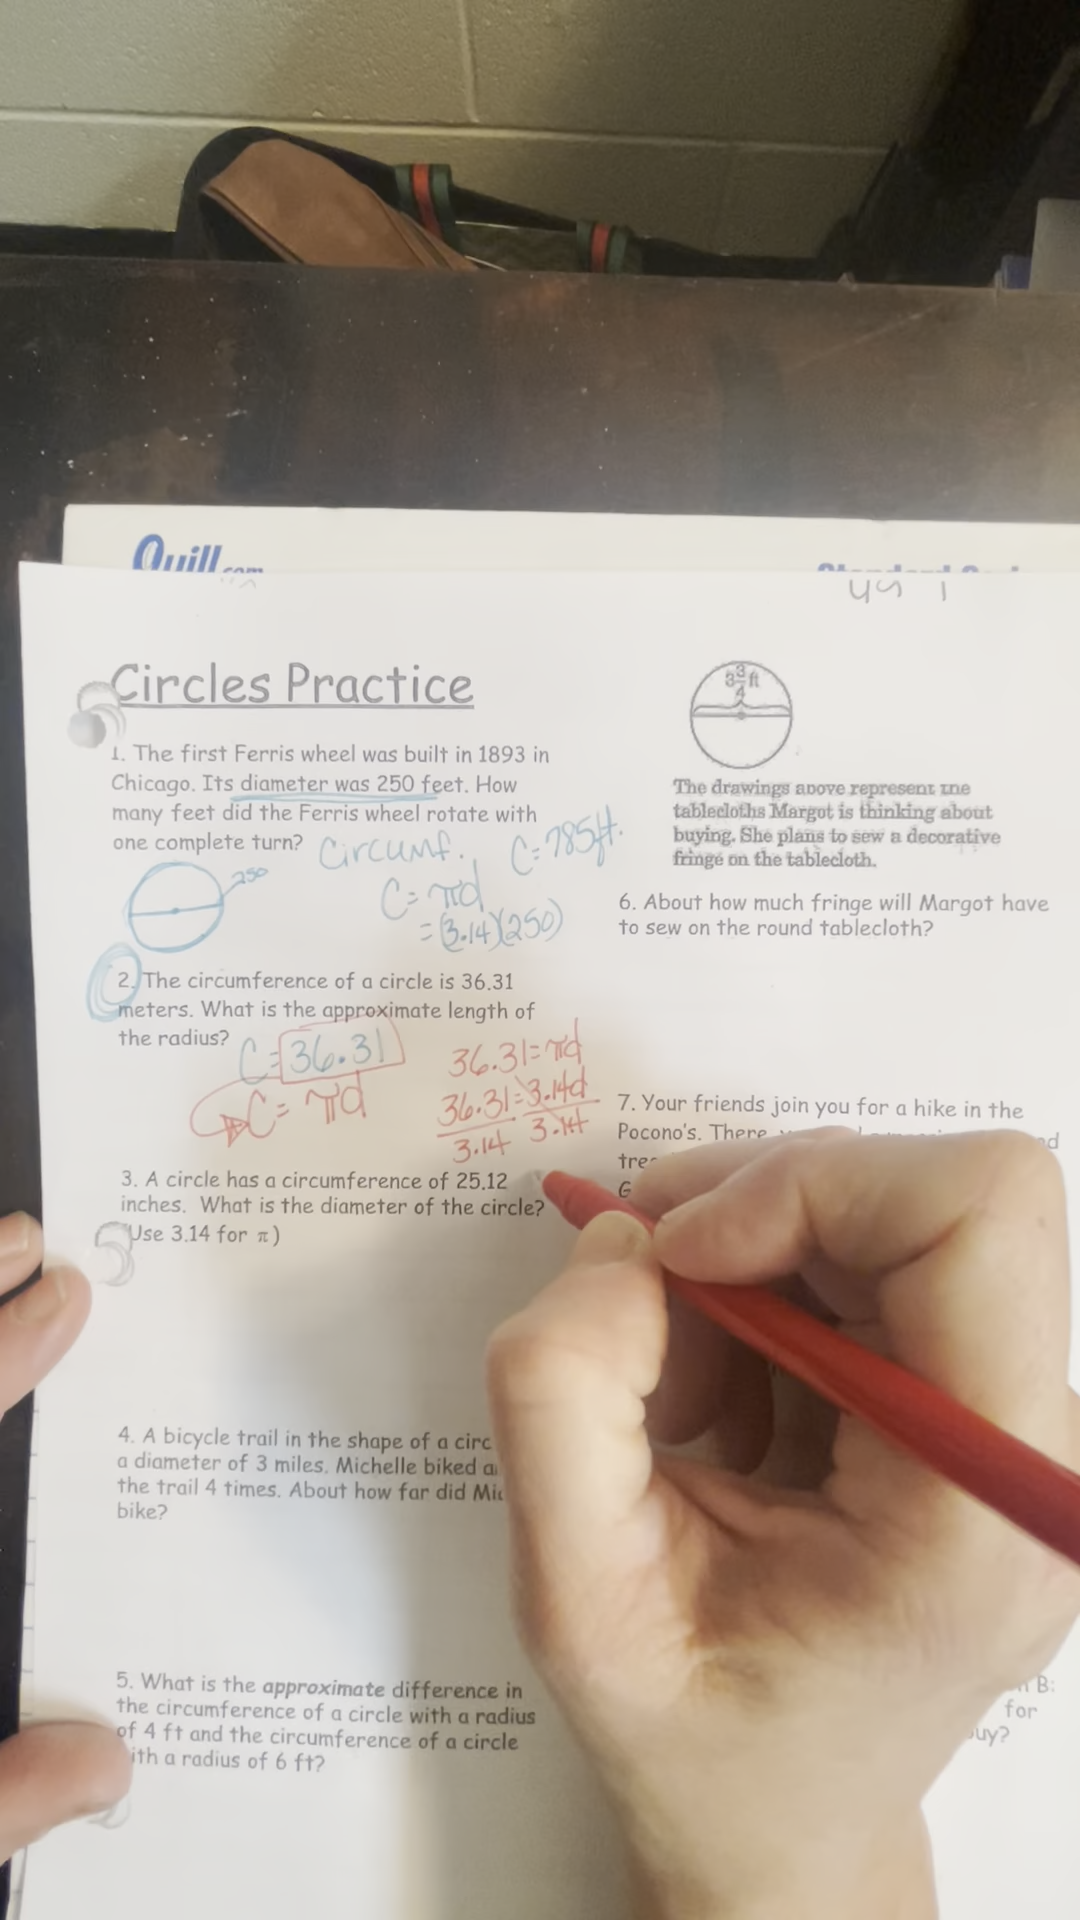 Quill.com
Circles Practice
1. The first Ferris wheel was built in 1893 in
Chicago. Its diameter was 250 feet. How
many feet did the Ferris wheel rotate with
one complete turn?
Circumf.
C=785ft.
250
C=πd
=(3.14)(250)
2. The circumference of a circle is 36.31
meters. What is the approximate length of
the radius?
C=36.31
C=πd
36.31=πd
36.31=3.14d
3.14 3.14
3. A circle has a circumference of 25.12
inches. What is the diameter of the circle?
Use 3.14 for π)
4. A bicycle trail in the shape of a circ
a diameter of 3 miles. Michelle biked a
the trail 4 times. About how far did Mic
bike?
5. What is the approximate difference in
the circumference of a circle with a radius
of 4 ft and the circumference of a circle
ith a radius of 6 ft?
3 3/4 ft
The drawings above represent the
tablecloths Margot is thinking about
buying. She plans to sew a decorative
fringe on the tablecloth.
6. About how much fringe will Margot have
to sew on the round tablecloth?
7. Your friends join you for a hike in the
Pocono's. There
tre
G
B:
for
uy?